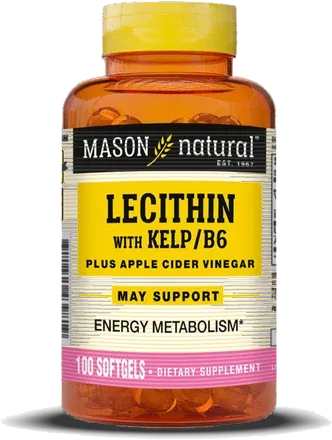 MASON natural
EST. 1967
LECITHIN
WITH KELP/B6
PLUS APPLE CIDER VINEGAR
MAY SUPPORT
ENERGY METABOLISM*
100 SOFTGELS • DIETARY SUPPLEMENT